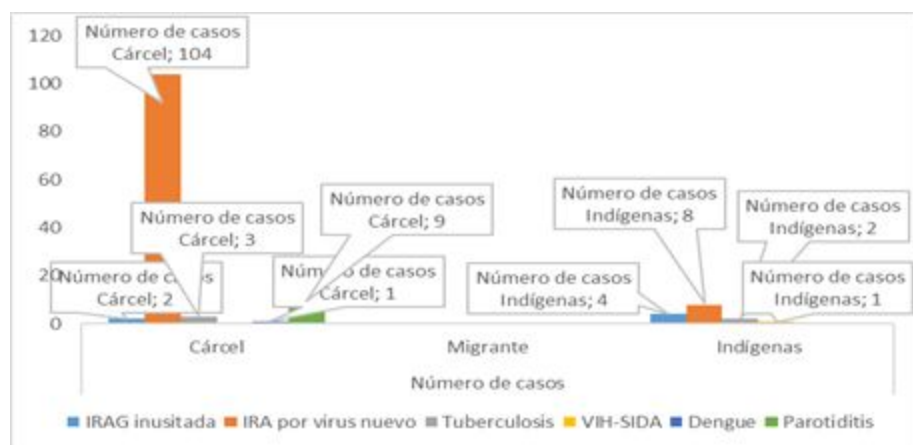 120
100
80
60
40
20
0
Número de casos
Cárcel; 104
Número de casos
Cárcel; 3
Número de casos
Cárcel; 9
Número de casos
Cárcel; 2
Número de casos
Cárcel; 1
Número de casos
Indígenas; 8
Número de casos
Indígenas; 2
Número de casos
Indígenas; 4
Número de casos
Indígenas; 1
Cárcel Migrante Indígenas
Número de casos
IRAG inusitada IRA por virus nuevo Tuberculosis VIH-SIDA Dengue Parotiditis